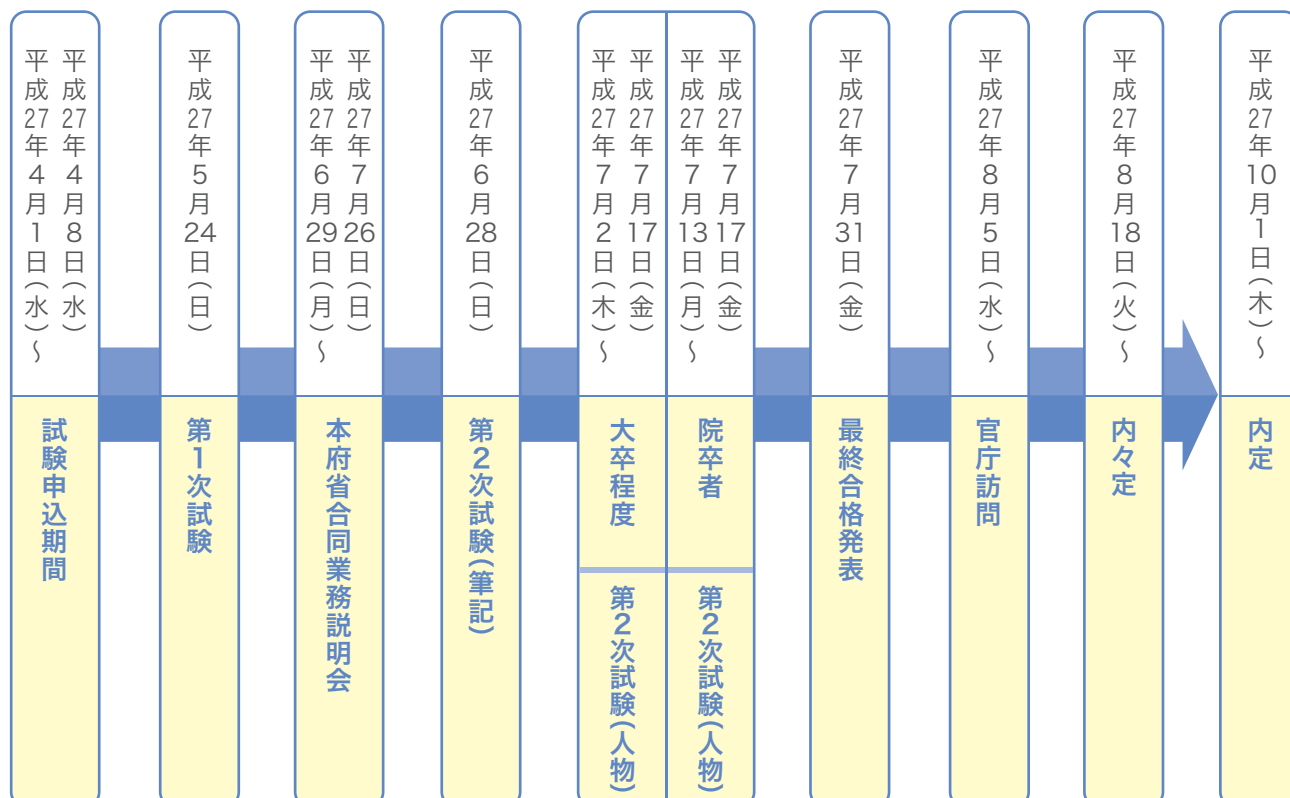 平成27年4月1日(水)〜
平成27年4月8日(水)
試験申込期間
平成27年5月24日(日)
第1次試験
平成27年6月29日(月)〜
平成27年7月26日(日)
本府省合同業務説明会
平成27年6月28日(日)
第2次試験(筆記)
平成27年7月2日(木)〜
平成27年7月17日(金)
大卒程度
第2次試験(人物)
平成27年7月13日(月)〜
平成27年7月17日(金)
院卒者
第2次試験(人物)
平成27年7月31日(金)
最終合格発表
平成27年8月5日(水)〜
官庁訪問
平成27年8月18日(火)〜
内々定
平成27年10月1日(木)〜
内定